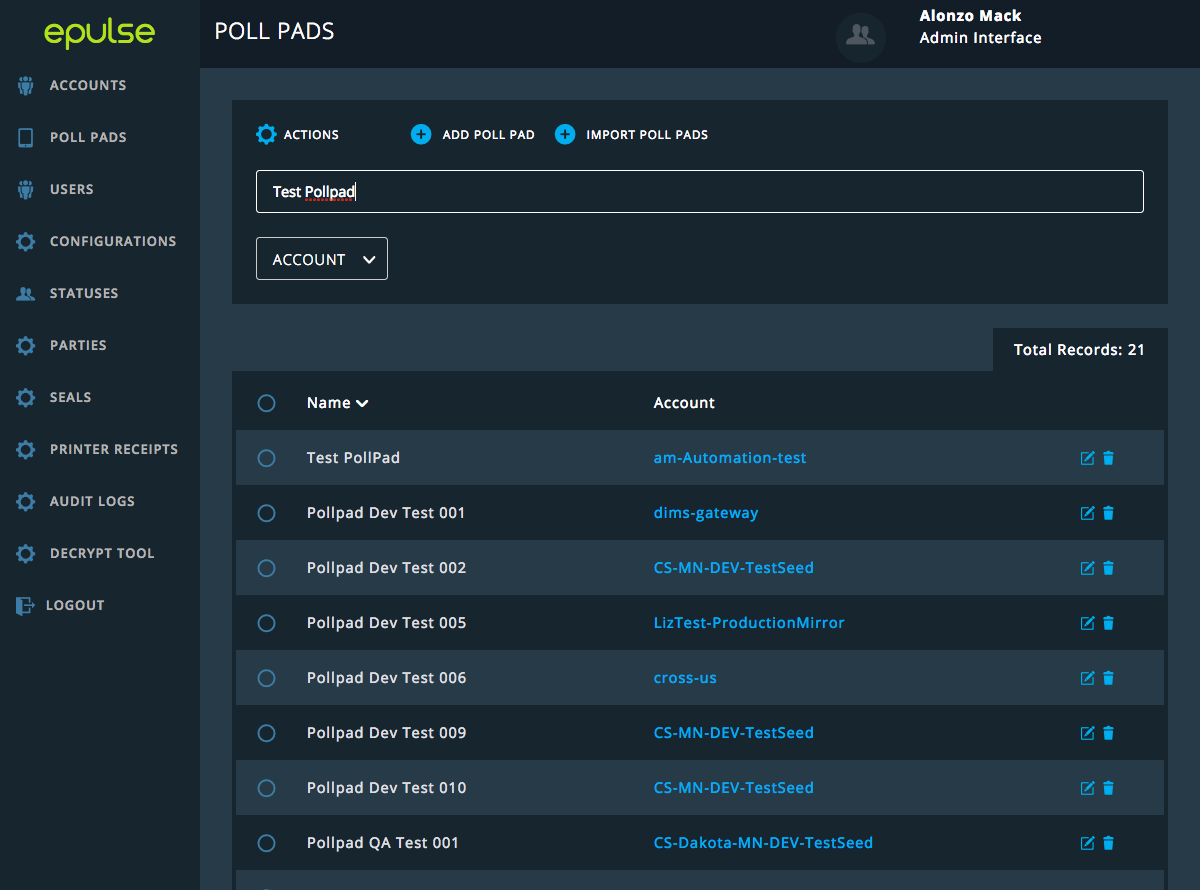 epulse
POLL PADS
Alonzo Mack
Admin Interface
ACCOUNTS
POLL PADS
USERS
CONFIGURATIONS
STATUSES
PARTIES
SEALS
PRINTER RECEIPTS
AUDIT LOGS
DECRYPT TOOL
LOGOUT
ACTIONS ADD POLL PAD IMPORT POLL PADS
Test Pollpad
ACCOUNT
Total Records: 21
Name Account
Test PollPad am-Automation-test
Pollpad Dev Test 001 dims-gateway
Pollpad Dev Test 002 CS-MN-DEV-TestSeed
Pollpad Dev Test 005 LizTest-ProductionMirror
Pollpad Dev Test 006 cross-us
Pollpad Dev Test 009 CS-MN-DEV-TestSeed
Pollpad Dev Test 010 CS-MN-DEV-TestSeed
Pollpad QA Test 001 CS-Dakota-MN-DEV-TestSeed